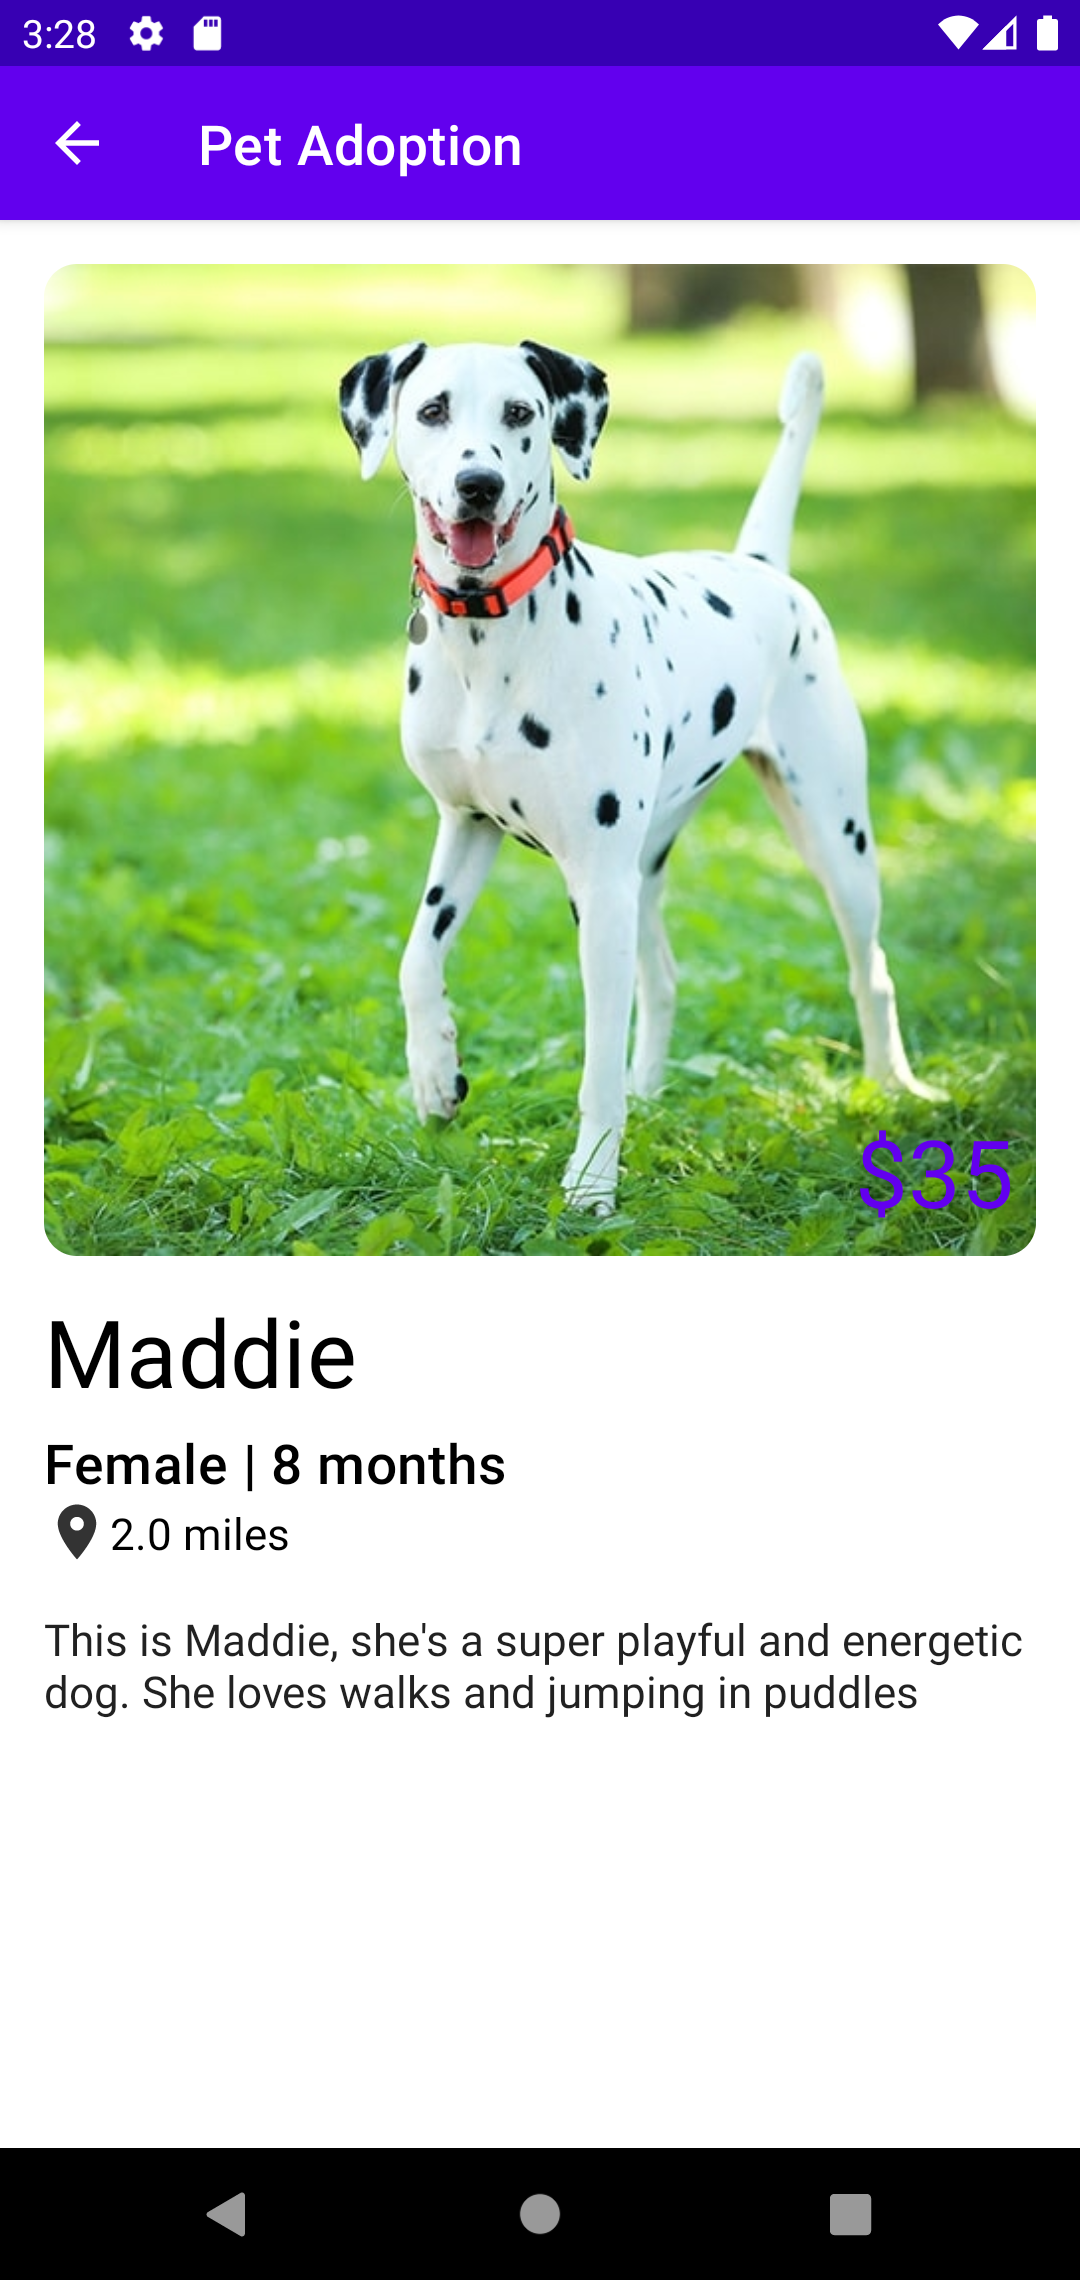 3:28
Pet Adoption
$35
Maddie
Female | 8 months
2.0 miles
This is Maddie, she's a super playful and energetic
dog. She loves walks and jumping in puddles